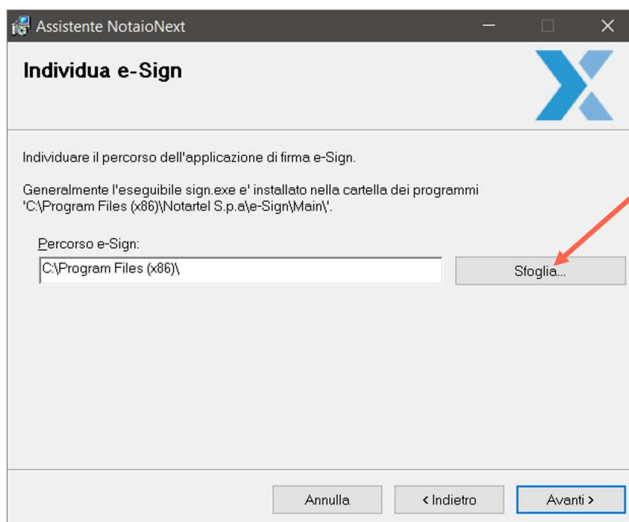 Assistente NotaioNext
Individua e-Sign
Individuare il percorso dell'applicazione di firma e-Sign.
Generalmente l'eseguibile sign.exe e' installato nella cartella dei programmi
'C:\Program Files (x86)\Notartel S.p.a\e-Sign\Main\'.
Percorso e-Sign:
C:\Program Files (x86)\
Sfoglia...
Annulla
< Indietro
Avanti >